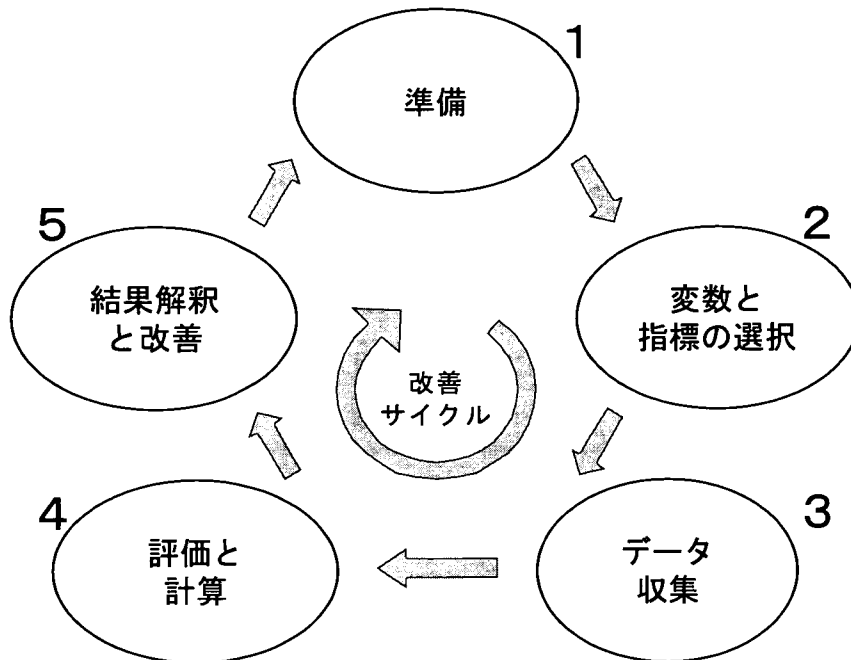 1
準備
2
変数と
指標の選択
3
データ
収集
4
評価と
計算
5
結果解釈
と改善
改善
サイクル